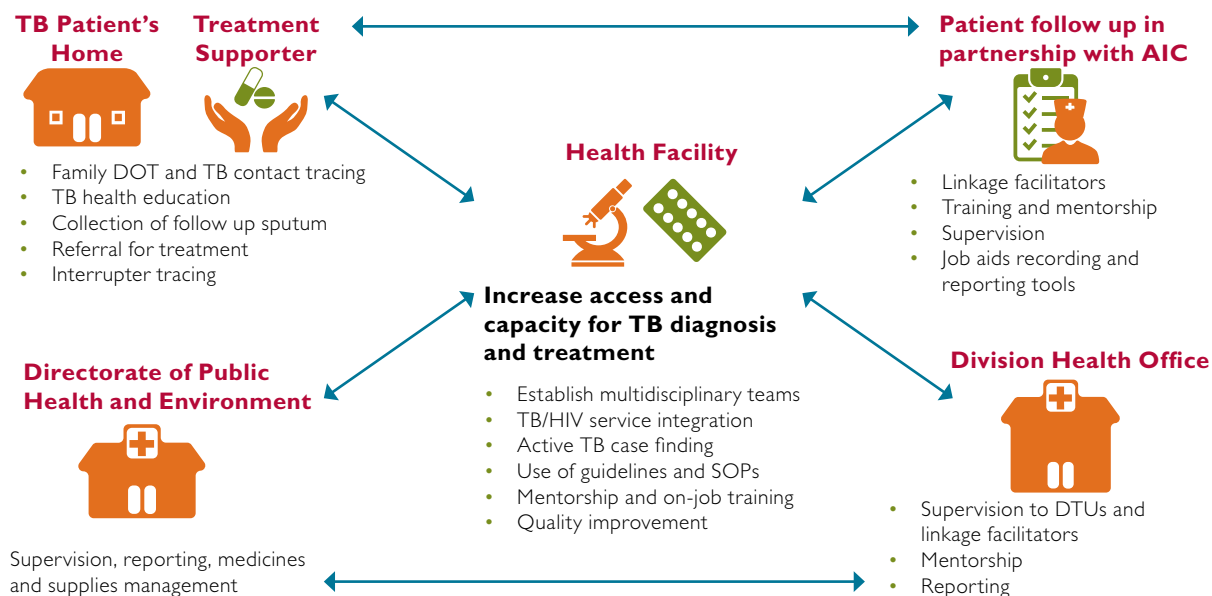 TB Patient's
Home
Treatment
Supporter
• Family DOT and TB contact tracing
• TB health education
• Collection of follow up sputum
• Referral for treatment
• Interrupter tracing
Patient follow up in
partnership with AIC
• Linkage facilitators
• Training and mentorship
• Supervision
• Job aids recording and
reporting tools
Health Facility
Increase access and
capacity for TB diagnosis
and treatment
• Establish multidisciplinary teams
• TB/HIV service integration
• Active TB case finding
• Use of guidelines and SOPs
• Mentorship and on-job training
• Quality improvement
Directorate of Public
Health and Environment
Supervision, reporting, medicines
and supplies management
Division Health Office
• Supervision to DTUs and
linkage facilitators
• Mentorship
• Reporting